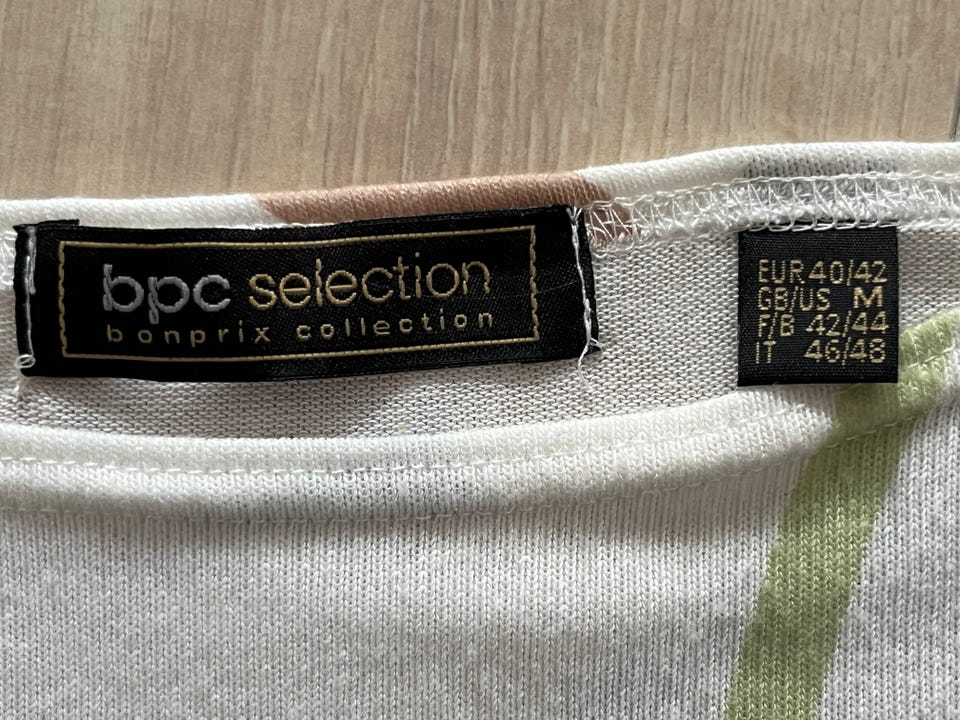 bpc selection
bonprix collection
EUR 40/42
GB/US M
F/B 42/44
IT 46/48